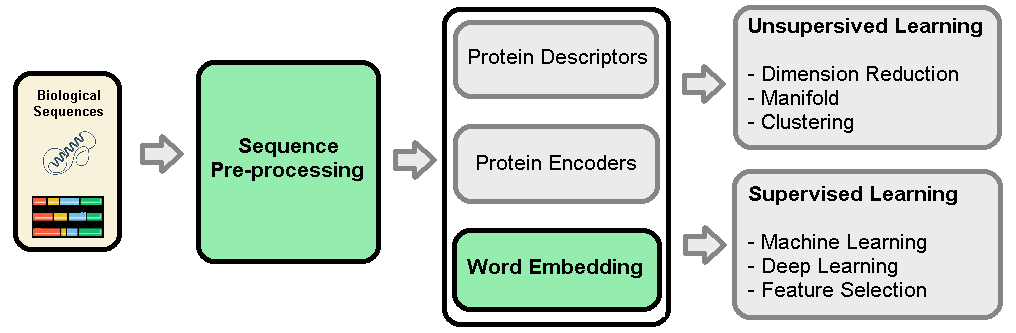 Biological
Sequences
Sequence
Pre-processing
Protein Descriptors
Protein Encoders
Word Embedding
Unsupersived Learning
- Dimension Reduction
- Manifold
- Clustering
Supervised Learning
- Machine Learning
- Deep Learning
- Feature Selection